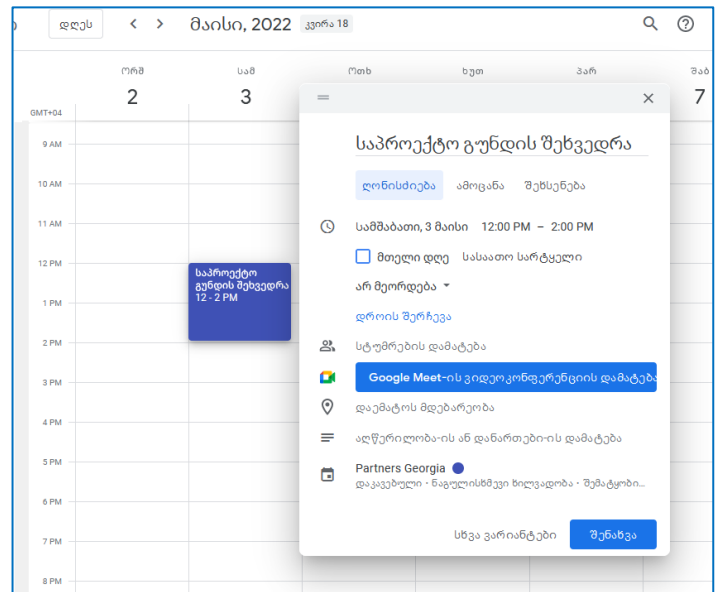 დღეს
მაისი, 2022
კვირა 18
ორშ
სამ
ოთხ
ხუთ
პარ
შაბ
2
3
7
GMT+04
9 AM
10 AM
11 AM
12 PM
1 PM
2 PM
3 PM
4 PM
5 PM
6 PM
7 PM
8 PM
საპროექტო
გუნდის შეხვედრა
12 - 2 PM
საპროექტო გუნდის შეხვედრა
ღონისძიება
ამოცანა
შეხსენება
სამშაბათი, 3 მაისი 12:00 PM – 2:00 PM
მთელი დღე სასაათო სარტყელი
არ მეორდება
დროის შერჩევა
სტუმრების დამატება
Google Meet-ის ვიდეოკონფერენციის დამატება
დაემატოს მდებარეობა
აღწერილობა-ის ან დანართები-ის დამატება
Partners Georgia
დაკავებული · ნაგულისხმევი ხილვადობა · შემატყობი...
სხვა ვარიანტები
შენახვა